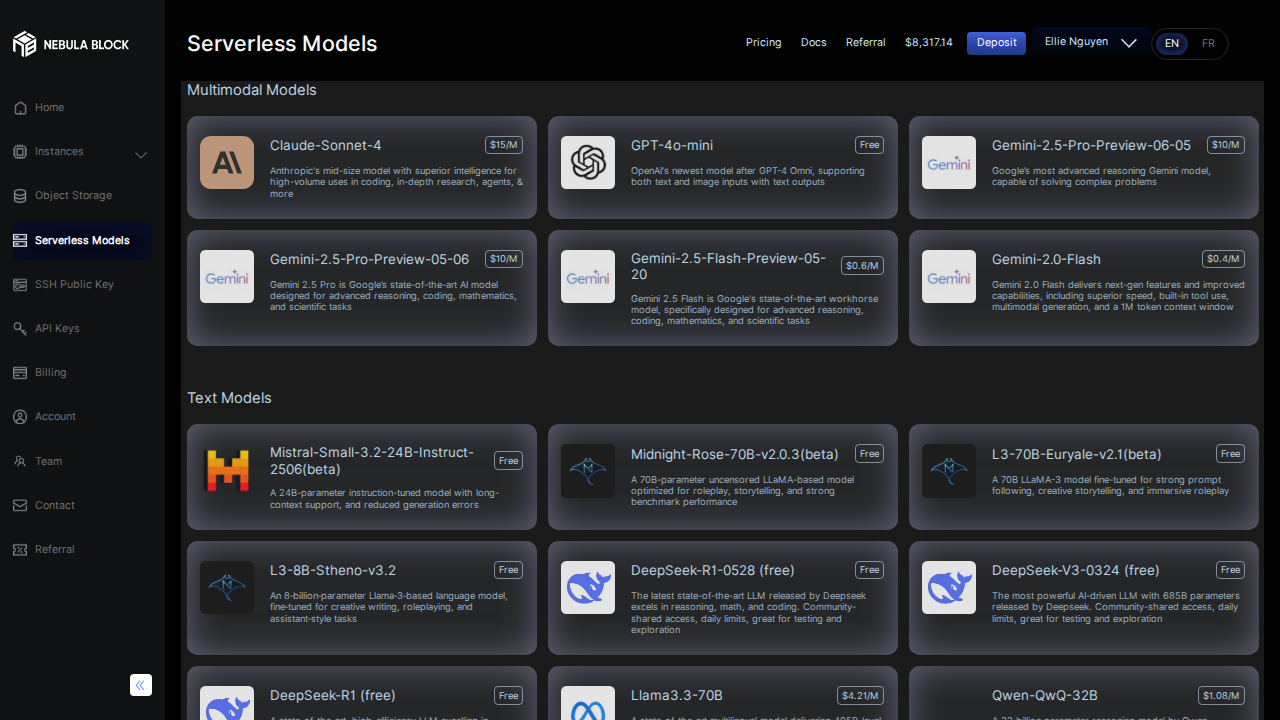 NEBULA BLOCK
Home
Instances
Object Storage
Serverless Models
SSH Public Key
API Keys
Billing
Account
Team
Contact
Referral
Serverless Models
Pricing
Docs
Referral
$8,317.14
Deposit
Ellie Nguyen
EN
FR
Multimodal Models
Claude-Sonnet-4
$15/M
Anthropic's mid-size model with superior intelligence for
high-volume uses in coding, in-depth research, agents, &
more
GPT-4o-mini
Free
OpenAI's newest model after GPT-4 Omni, supporting
both text and image inputs with text outputs
Gemini
Gemini-2.5-Pro-Preview-06-05
$10/M
Google's most advanced reasoning Gemini model,
capable of solving complex problems
Gemini
Gemini-2.5-Pro-Preview-05-06
$10/M
Gemini 2.5 Pro is Google's state-of-the-art AI model
designed for advanced reasoning, coding, mathematics,
and scientific tasks
Gemini
Gemini-2.5-Flash-Preview-05-
20
$0.6/M
Gemini 2.5 Flash is Google's state-of-the-art workhorse
model, specifically designed for advanced reasoning,
coding, mathematics, and scientific tasks
Gemini
Gemini-2.0-Flash
$0.4/M
Gemini 2.0 Flash delivers next-gen features and improved
capabilities, including superior speed, built-in tool use,
multimodal generation, and a 1M token context window
Text Models
Mistral-Small-3.2-24B-Instruct-
2506(beta)
Free
A 24B-parameter instruction-tuned model with long-
context support, and reduced generation errors
Midnight-Rose-70B-v2.0.3(beta)
Free
A 70B-parameter uncensored LLaMA-based model
optimized for roleplay, storytelling, and strong
benchmark performance
L3-70B-Euryale-v2.1(beta)
Free
A 70B LLaMA-3 model fine-tuned for strong prompt
following, creative storytelling, and immersive roleplay
L3-8B-Stheno-v3.2
Free
An 8-billion-parameter Llama-3-based language model,
fine-tuned for creative writing, roleplaying, and
assistant-style tasks
DeepSeek-R1-0528 (free)
Free
The latest state-of-the-art LLM released by Deepseek
excels in reasoning, math, and coding. Community-
shared access, daily limits, great for testing and
exploration
DeepSeek-V3-0324 (free)
Free
The most powerful AI-driven LLM with 685B parameters
released by Deepseek. Community-shared access, daily
limits, great for testing and exploration
DeepSeek-R1 (free)
Free
Llama3.3-70B
$4.21/M
Qwen-QwQ-32B
$1.08/M